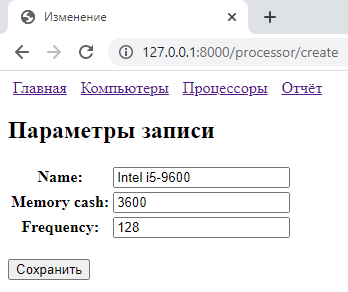 Изменение
127.0.0.1:8000/processor/create
Главная Компьютеры Процессоры Отчёт
Параметры записи
Name: Intel i5-9600
Memory cash: 3600
Frequency: 128
Сохранить